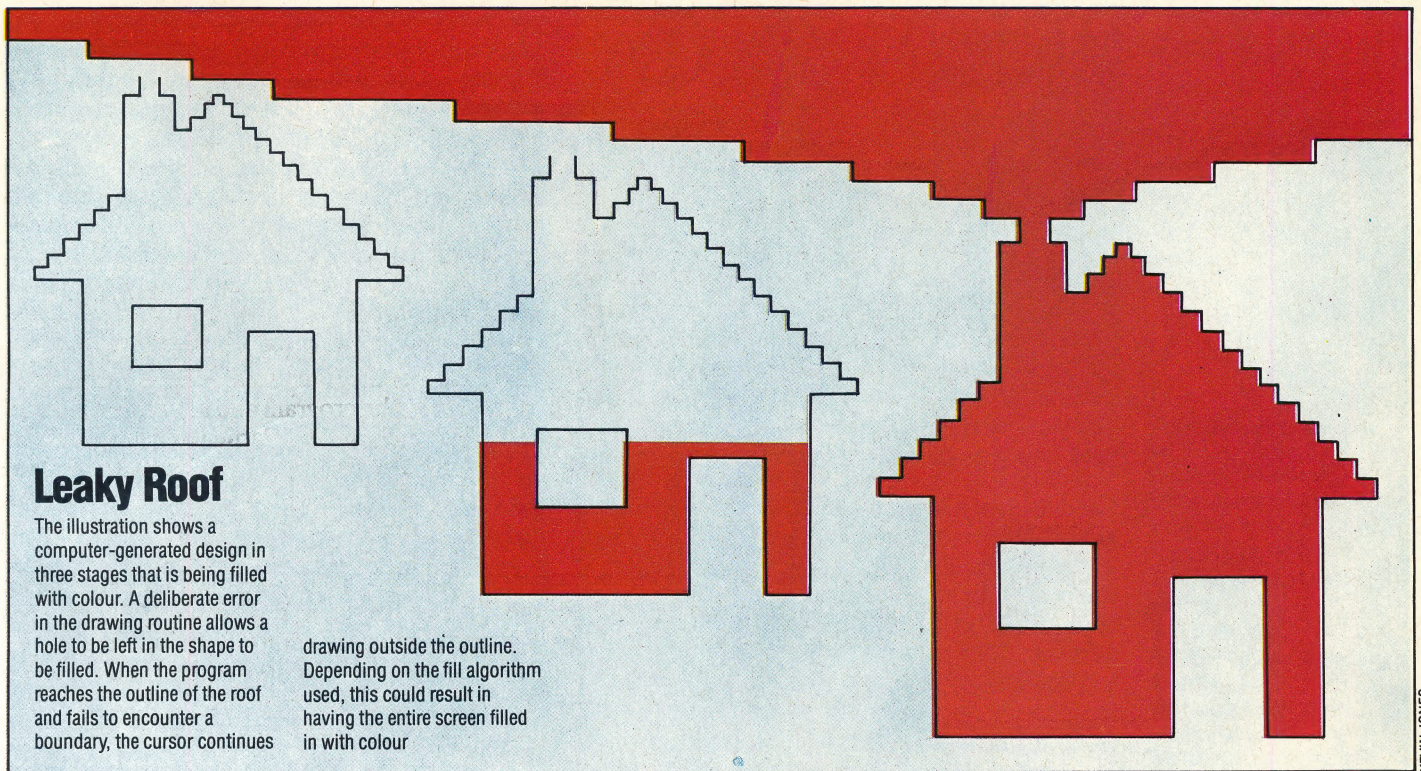 Leaky Roof
The illustration shows a
computer-generated design in
three stages that is being filled
with colour. A deliberate error
in the drawing routine allows a
hole to be left in the shape to
be filled. When the program
reaches the outline of the roof
and fails to encounter a
boundary, the cursor continues
drawing outside the outline.
Depending on the fill algorithm
used, this could result in
having the entire screen filled
in with colour
JONES